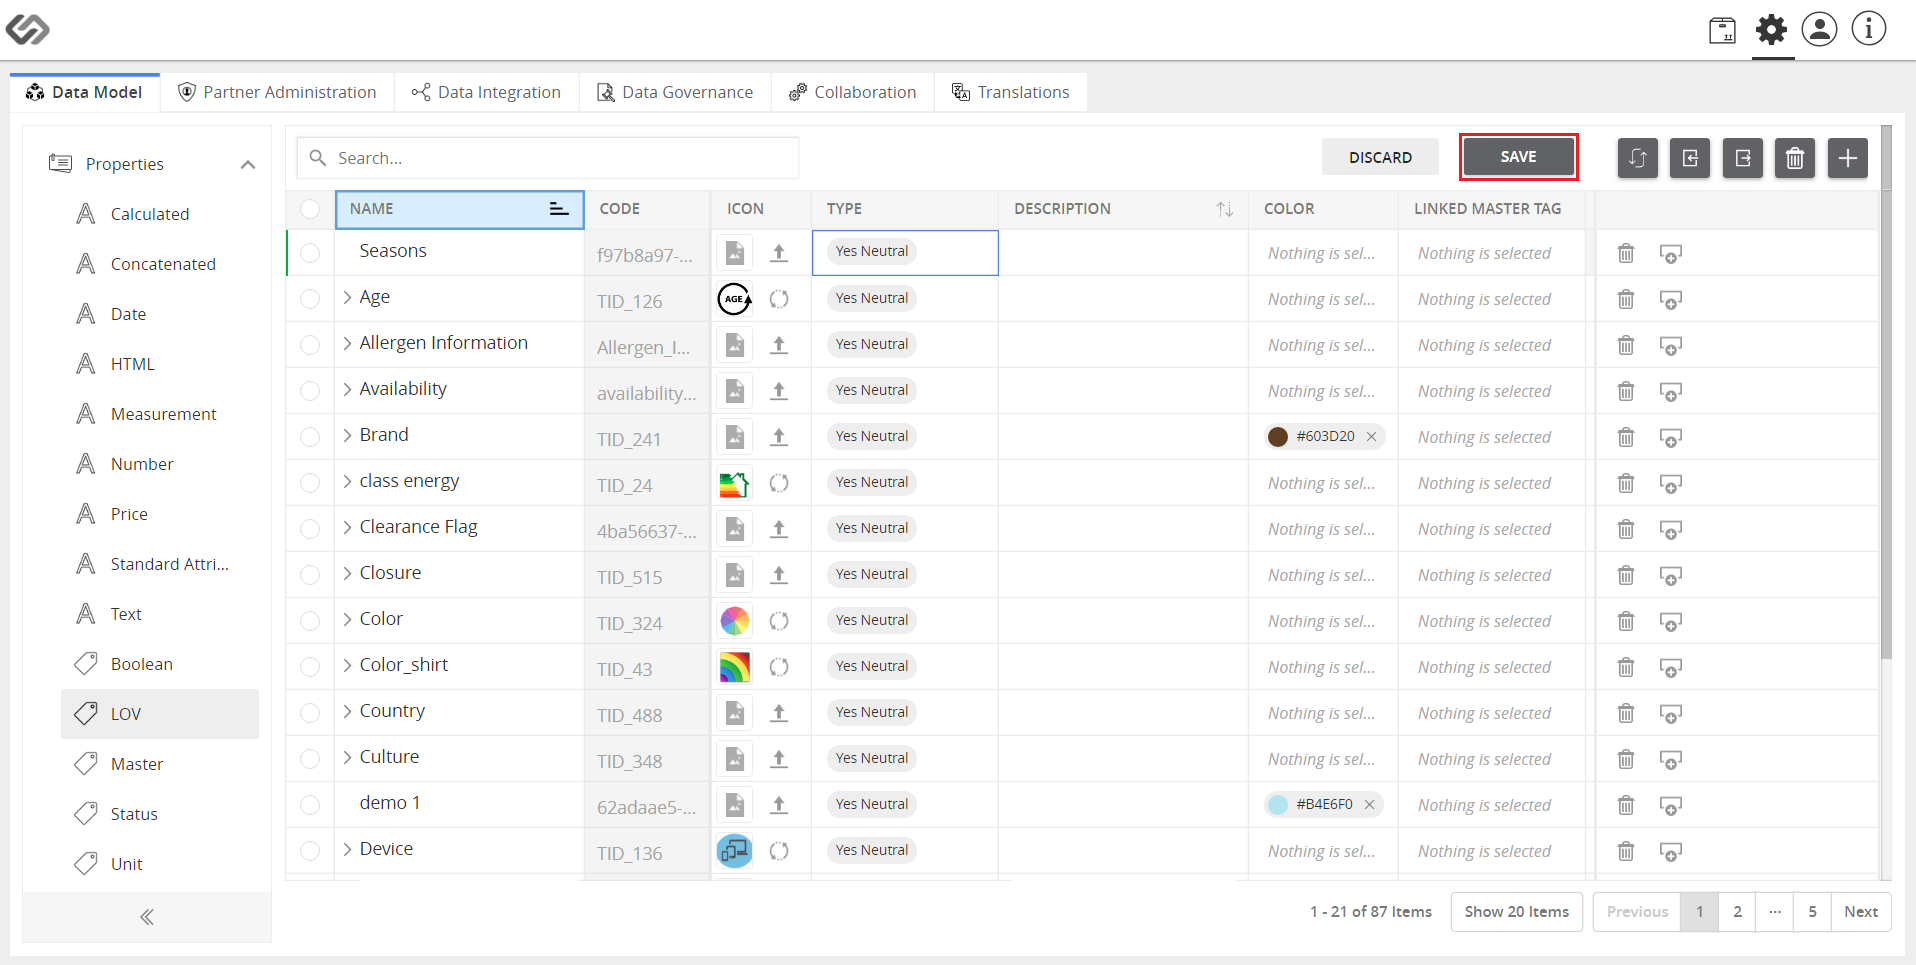 Data Model Partner Administration Data Integration Data Governance Collaboration Translations
Properties
Calculated
Concatenated
Date
HTML
Measurement
Number
Price
Standard Attri...
Text
Boolean
LOV
Master
Status
Unit
Search... DISCARD SAVE
NAME CODE ICON TYPE DESCRIPTION COLOR LINKED MASTER TAG
Seasons f97b8a97-... Yes Neutral Nothing is sel... Nothing is selected
Age TID_126 AGE Yes Neutral Nothing is sel... Nothing is selected
Allergen Information Allergen_I... Yes Neutral Nothing is sel... Nothing is selected
Availability availability... Yes Neutral Nothing is sel... Nothing is selected
Brand TID_241 Yes Neutral #603D20 Nothing is selected
class energy TID_24 Yes Neutral Nothing is sel... Nothing is selected
Clearance Flag 4ba56637-... Yes Neutral Nothing is sel... Nothing is selected
Closure TID_515 Yes Neutral Nothing is sel... Nothing is selected
Color TID_324 Yes Neutral Nothing is sel... Nothing is selected
Color_shirt TID_43 Yes Neutral Nothing is sel... Nothing is selected
Country TID_488 Yes Neutral Nothing is sel... Nothing is selected
Culture TID_348 Yes Neutral Nothing is sel... Nothing is selected
demo 1 62adaae5-... Yes Neutral #B4E6F0 Nothing is selected
Device TID_136 Yes Neutral Nothing is sel... Nothing is selected
1 - 21 of 87 Items Show 20 Items Previous 1 2 ... 5 Next